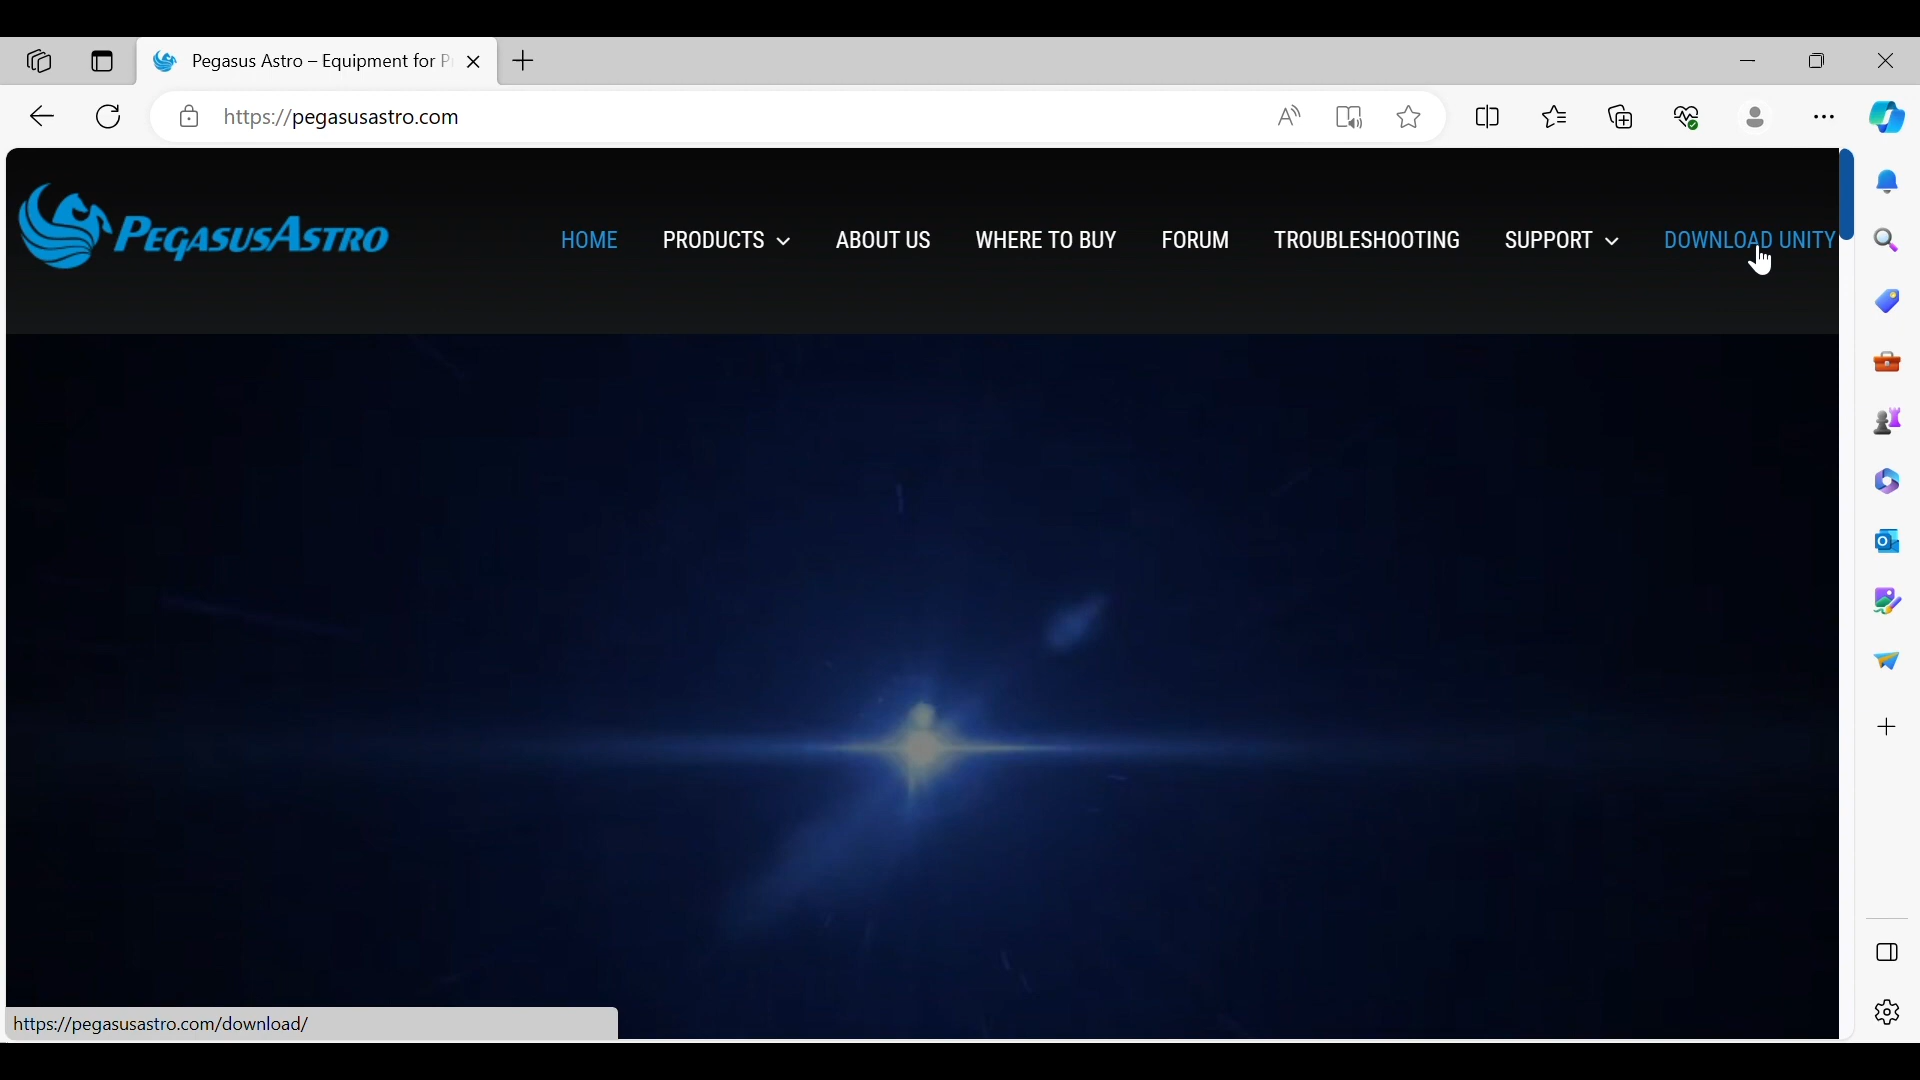 Pegasus Astro – Equipment for P
https://pegasusastro.com
PEGASUSASTRO
HOME PRODUCTS ABOUT US WHERE TO BUY FORUM TROUBLESHOOTING SUPPORT DOWNLOAD UNITY
https://pegasusastro.com/download/